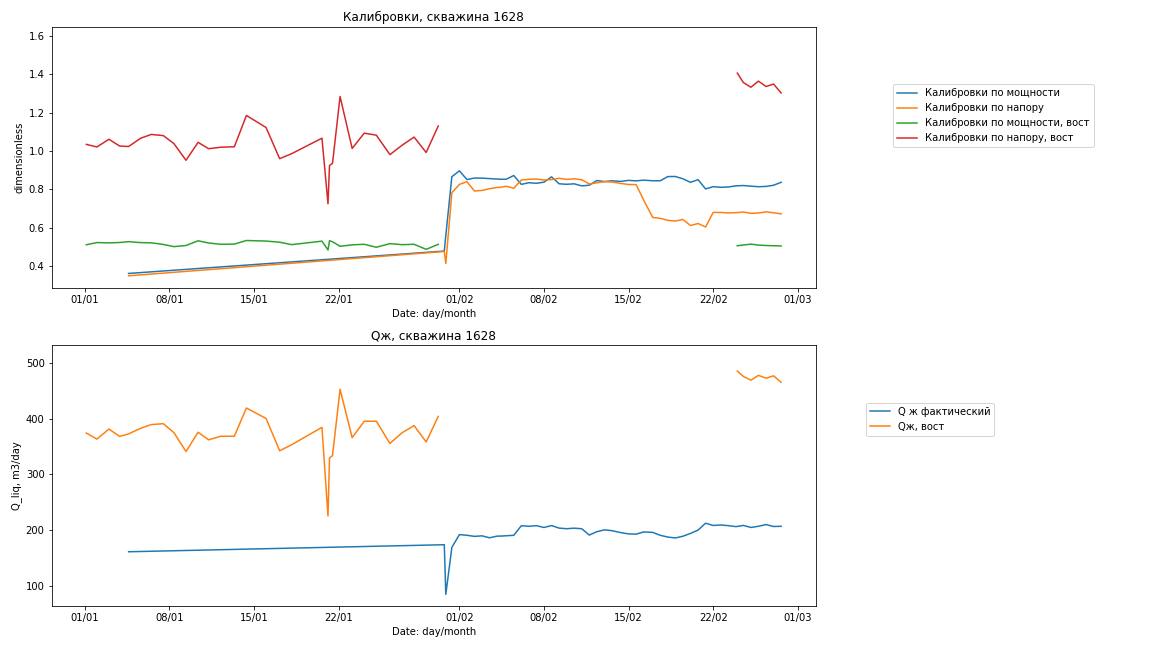 Калибровки, скважина 1628
1.6
1.4
1.2
1.0
0.8
0.6
0.4
dimensionless
01/01 08/01 15/01 22/01 01/02 08/02 15/02 22/02 01/03
Date: day/month
Калибровки по мощности
Калибровки по напору
Калибровки по мощности, вост
Калибровки по напору, вост
Qж, скважина 1628
500
400
300
200
100
Q_liq, m3/day
01/01 08/01 15/01 22/01 01/02 08/02 15/02 22/02 01/03
Date: day/month
Q ж фактический
Qж, вост